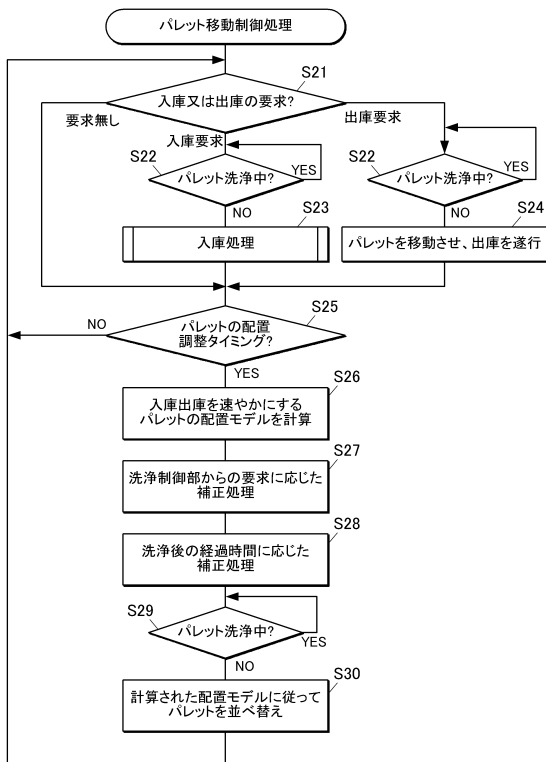 パレット移動制御処理
S21
入庫又は出庫の要求?
要求無し
入庫要求
出庫要求
S22
パレット洗浄中?
YES
NO
S22
パレット洗浄中?
YES
NO
S23
入庫処理
S24
パレットを移動させ、出庫を遂行
S25
パレットの配置
調整タイミング?
NO
YES
S26
入庫出庫を速やかにする
パレットの配置モデルを計算
S27
洗浄制御部からの要求に応じた
補正処理
S28
洗浄後の経過時間に応じた
補正処理
S29
パレット洗浄中?
YES
NO
S30
計算された配置モデルに従って
パレットを並べ替え